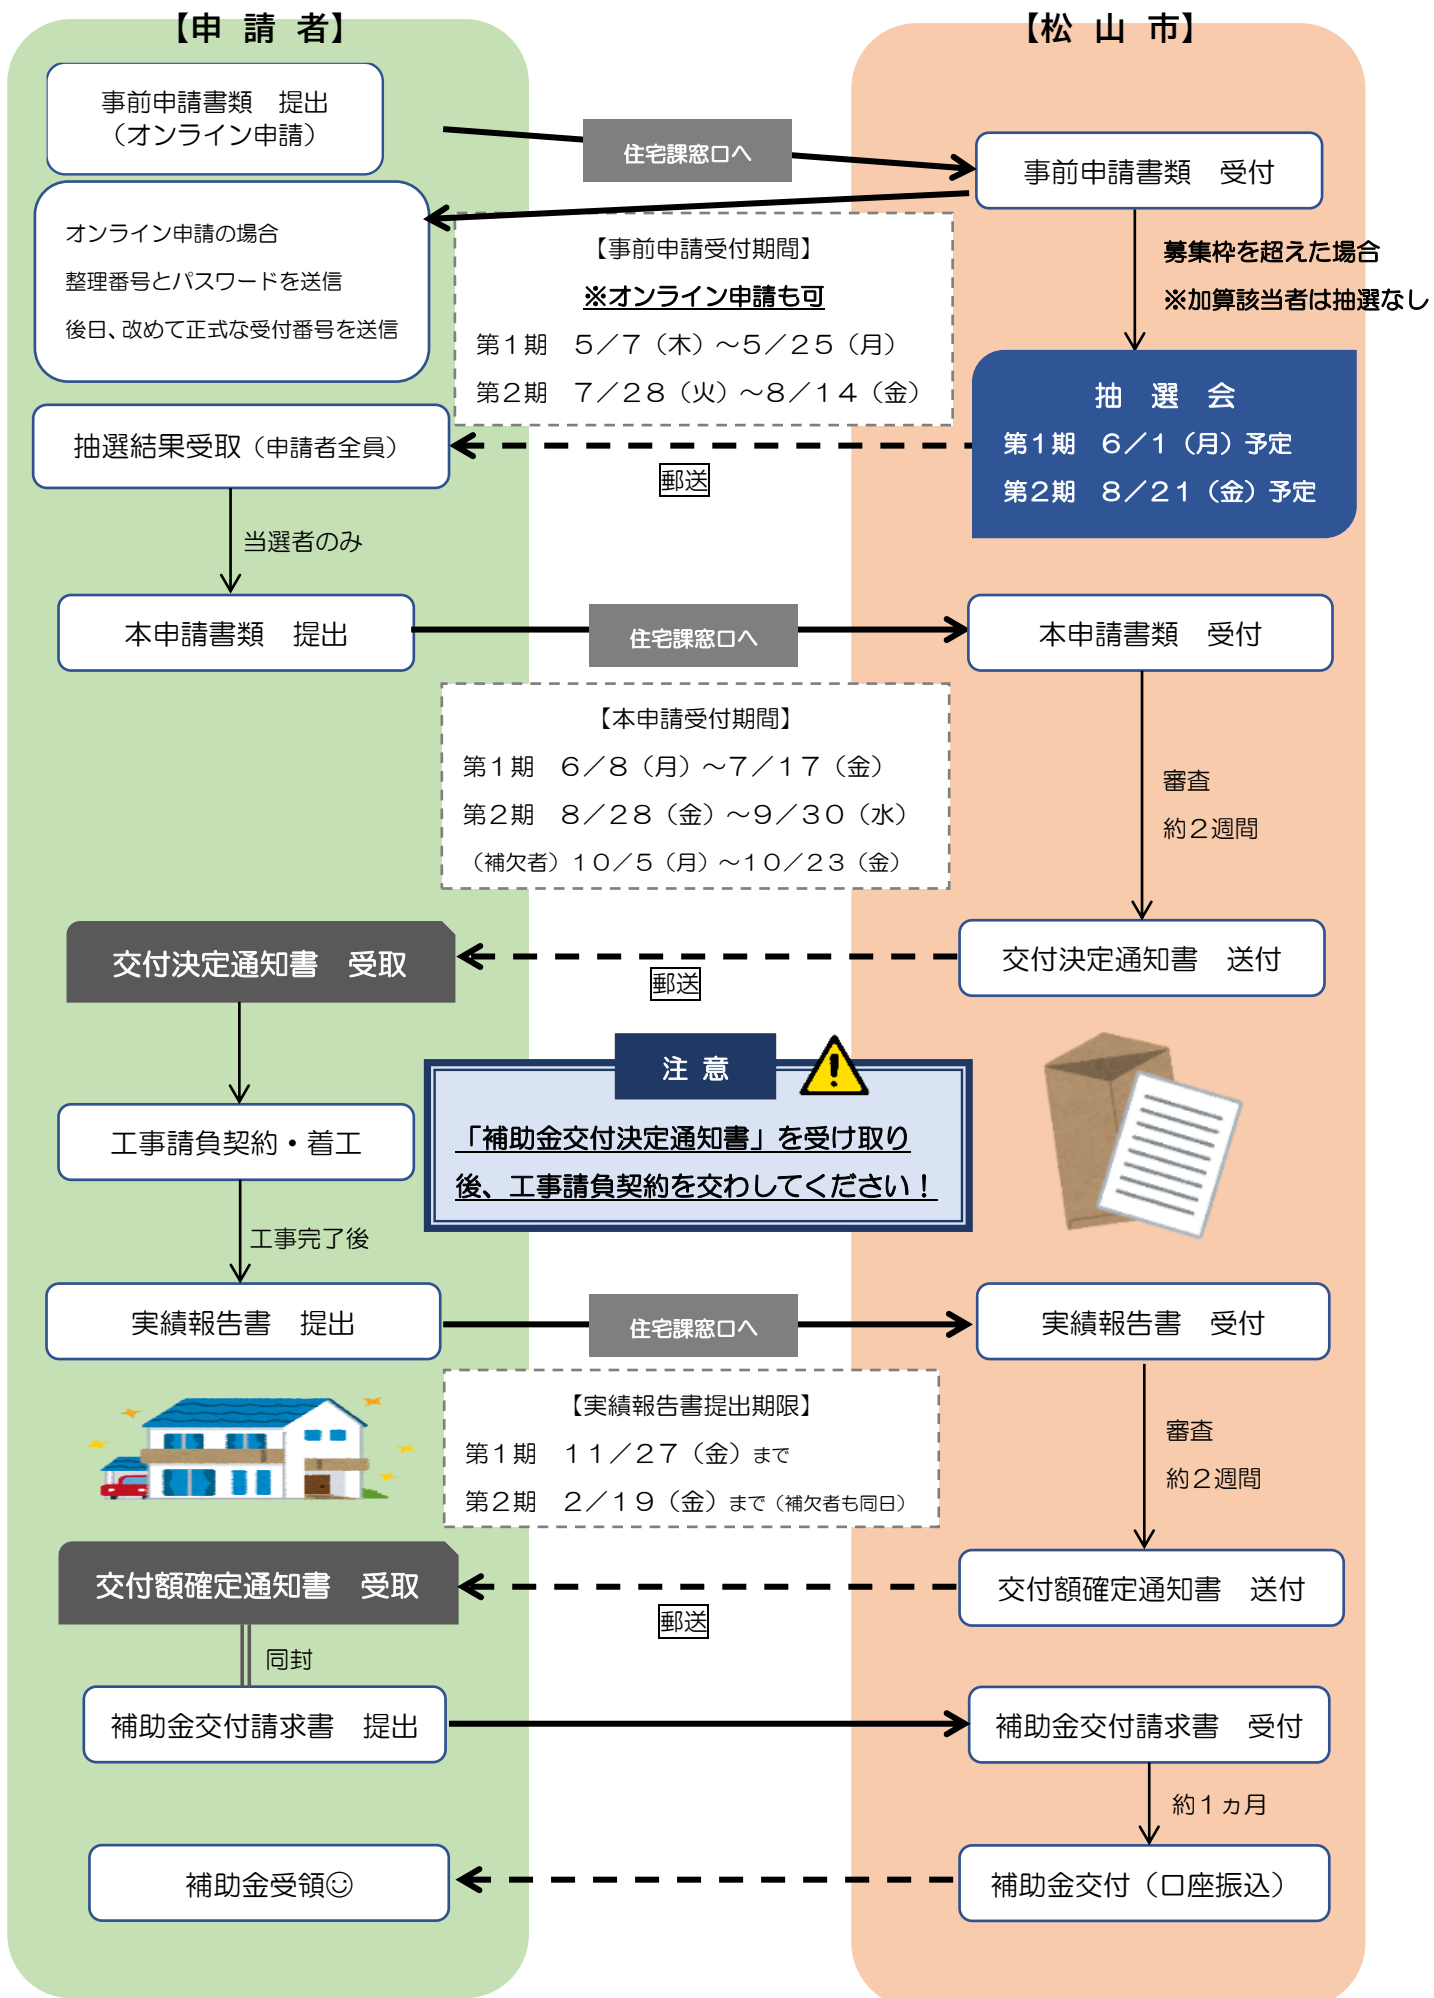 【申 請 者】
【松 山 市】
事前申請書類　提出
（オンライン申請）
住宅課窓口へ
事前申請書類　受付
オンライン申請の場合
整理番号とパスワードを送信
後日、改めて正式な受付番号を送信
【事前申請受付期間】
※オンライン申請も可
第１期　５／７（木）～５／２５（月）
第２期　７／２８（火）～８／１４（金）
募集枠を超えた場合
※加算該当者は抽選なし
抽 選 会
第１期　６／１（月）予定
第２期　８／２１（金）予定
抽選結果受取（申請者全員）
郵送
当選者のみ
本申請書類　提出
住宅課窓口へ
本申請書類　受付
【本申請受付期間】
第１期　６／８（月）～７／１７（金）
第２期　８／２８（金）～９／３０（水）
（補欠者）１０／５（月）～１０／２３（金）
審査
約２週間
交付決定通知書　受取
郵送
交付決定通知書　送付
注 意
「補助金交付決定通知書」を受け取り
後、工事請負契約を交わしてください！
工事請負契約・着工
工事完了後
実績報告書　提出
住宅課窓口へ
実績報告書　受付
【実績報告書提出期限】
第１期　１１／２７（金）まで
第２期　２／１９（金）まで（補欠者も同日）
審査
約２週間
交付額確定通知書　受取
郵送
交付額確定通知書　送付
同封
補助金交付請求書　提出
補助金交付請求書　受付
約１ヵ月
補助金受領☺
補助金交付（口座振込）